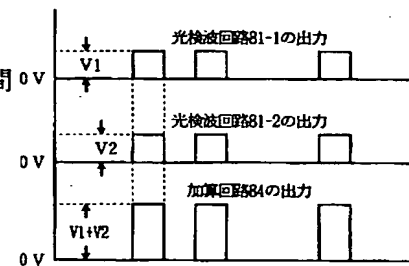 光検波回路81-1の出力
V1
間
0 V
光検波回路81-2の出力
V2
0 V
加算回路84の出力
V1+V2
0 V